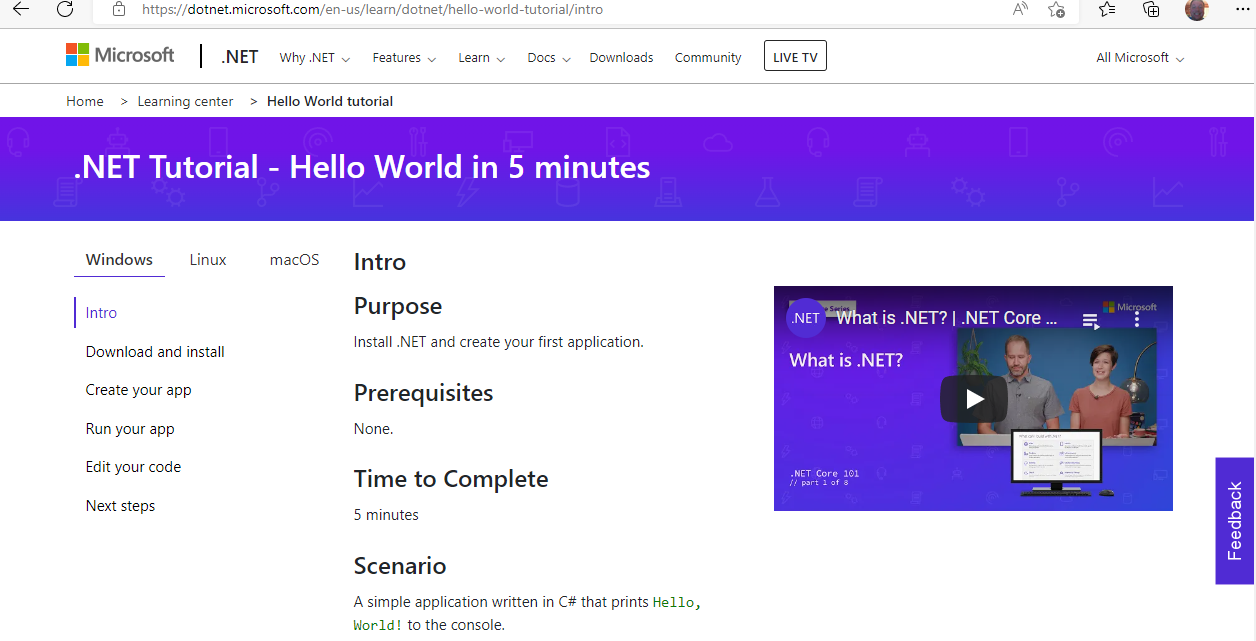 https://dotnet.microsoft.com/en-us/learn/dotnet/hello-world-tutorial/intro
Microsoft .NET Why .NET Features Learn Docs Downloads Community LIVE TV All Microsoft
Home > Learning center > Hello World tutorial
.NET Tutorial - Hello World in 5 minutes
Windows Linux macOS
Intro
Download and install
Create your app
Run your app
Edit your code
Next steps
Intro
Purpose
Install .NET and create your first application.
Prerequisites
None.
Time to Complete
5 minutes
Scenario
A simple application written in C# that prints Hello,
World! to the console.
Microsoft
.NET What is .NET? | .NET Core ...
What is .NET?
.NET Core 101
// part 1 of 8
Feedback